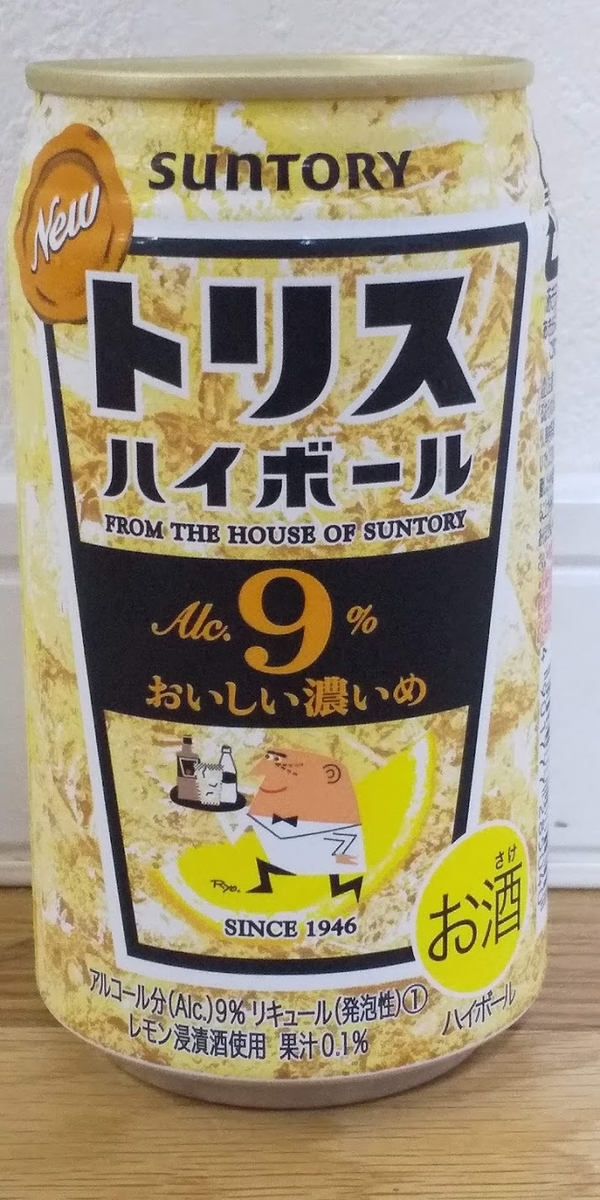 SUNTORY
New
トリス
ハイボール
FROM THE HOUSE OF SUNTORY
Alc.9%
おいしい濃いめ
Ryo.
SINCE 1946
さけ
お酒
アルコール分(Alc.)9% リキュール(発泡性)①
ハイボール
レモン浸漬酒使用 果汁0.1%